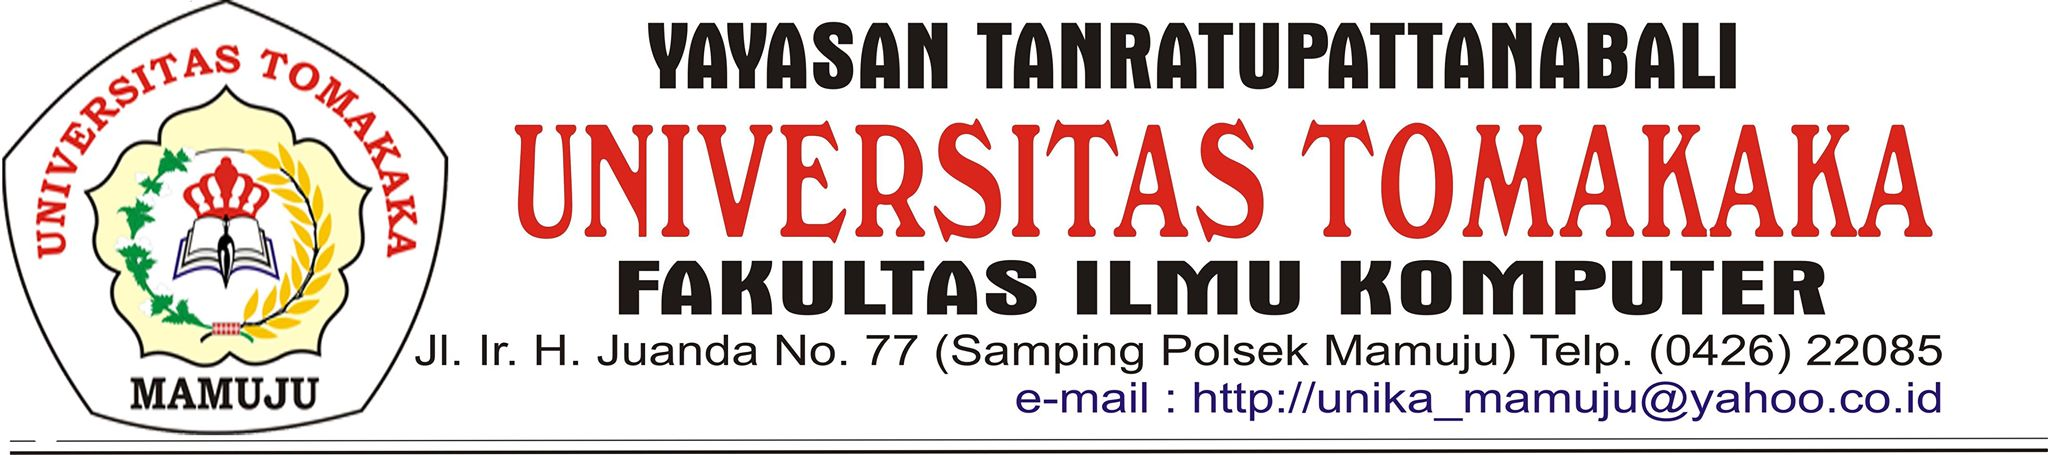 UNIVERSITAS TOMAKAKA
MAMUJU
YAYASAN TANRATUPATTANABALI
UNIVERSITAS TOMAKAKA
FAKULTAS ILMU KOMPUTER
Jl. Ir. H. Juanda No. 77 (Samping Polsek Mamuju) Telp. (0426) 22085
e-mail : http://unika_mamuju@yahoo.co.id